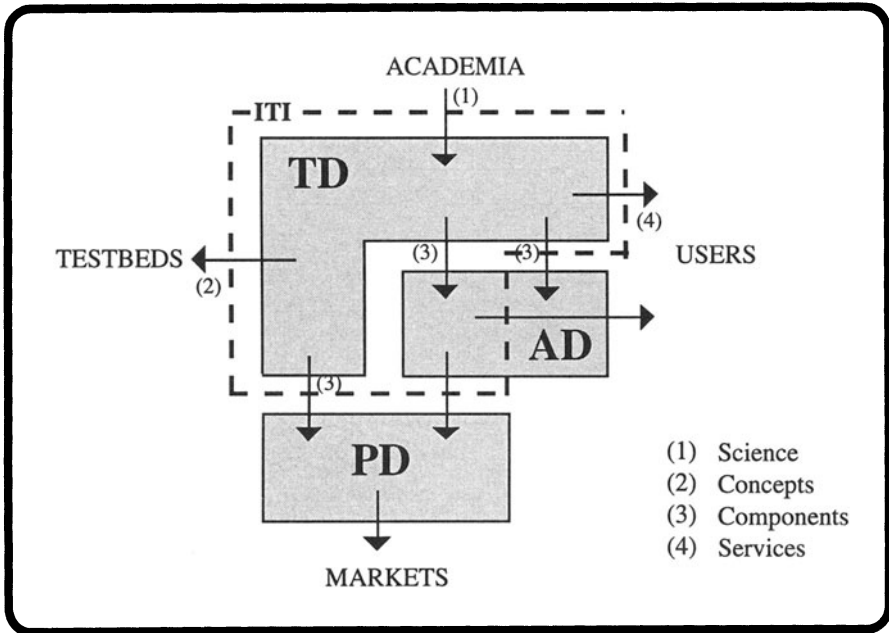 ACADEMIA
(1)
ITI
TD
(4)
TESTBEDS
(2)
(3)
(3)
USERS
AD
(3)
PD
MARKETS
(1) Science
(2) Concepts
(3) Components
(4) Services